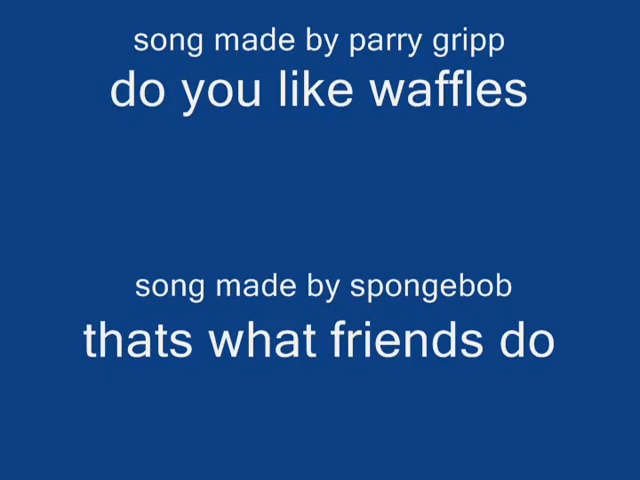 song made by parry gripp
do you like waffles
song made by spongebob
thats what friends do